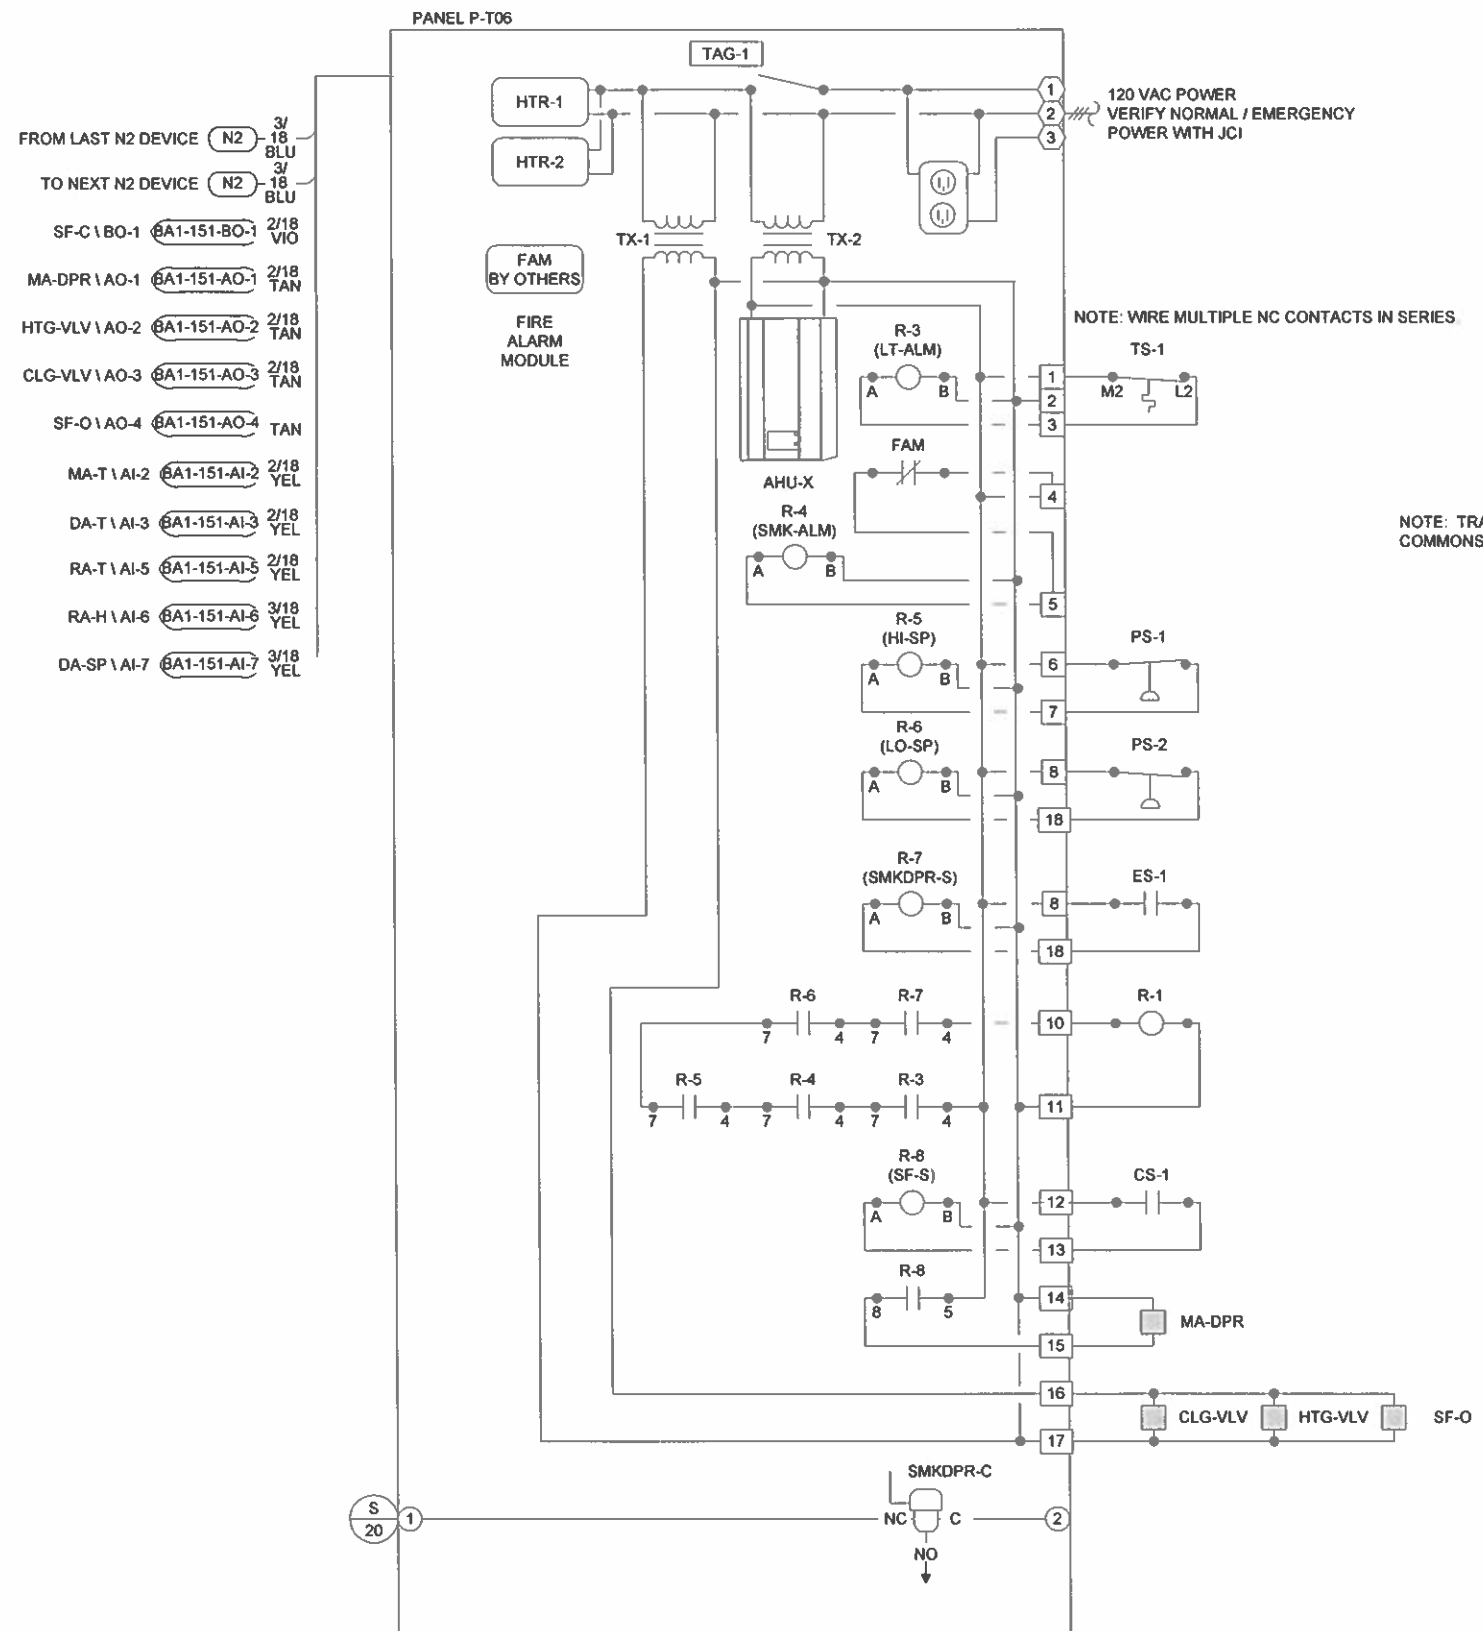 PANEL P-T06
TAG-1
HTR-1
HTR-2
1
2
3
120 VAC POWER
VERIFY NORMAL / EMERGENCY
POWER WITH JCI
FROM LAST N2 DEVICE N2 3/
18
BLU
TO NEXT N2 DEVICE N2 3/
18
BLU
SF-C \ BO-1 BA1-151-BO-1 2/18
VIO
MA-DPR \ AO-1 BA1-151-AO-1 2/18
TAN
HTG-VLV \ AO-2 BA1-151-AO-2 2/18
TAN
CLG-VLV \ AO-3 BA1-151-AO-3 2/18
TAN
SF-O \ AO-4 BA1-151-AO-4 TAN
MA-T \ AI-2 BA1-151-AI-2 2/18
YEL
DA-T \ AI-3 BA1-151-AI-3 2/18
YEL
RA-T \ AI-5 BA1-151-AI-5 2/18
YEL
RA-H \ AI-6 BA1-151-AI-6 3/18
YEL
DA-SP \ AI-7 BA1-151-AI-7 3/18
YEL
TX-1
TX-2
FAM
BY OTHERS
FIRE
ALARM
MODULE
AHU-X
NOTE: WIRE MULTIPLE NC CONTACTS IN SERIES
R-3
(LT-ALM)
A B
1
2
3
TS-1
M2 L2
FAM
4
NOTE: TRA
COMMONS
R-4
(SMK-ALM)
A B
5
R-5
(HI-SP)
A B
6
7
PS-1
R-6
(LO-SP)
A B
8
18
PS-2
R-7
(SMKDPR-S)
A B
8
18
ES-1
R-6 R-7
7 4 7 4
10
R-1
R-5 R-4 R-3
7 4 7 4 7 4
11
R-8
(SF-S)
A B
12
13
CS-1
R-8
8 5
14
15
MA-DPR
16
17
CLG-VLV HTG-VLV SF-O
SMKDPR-C
S
20
1
NC C
2
NO